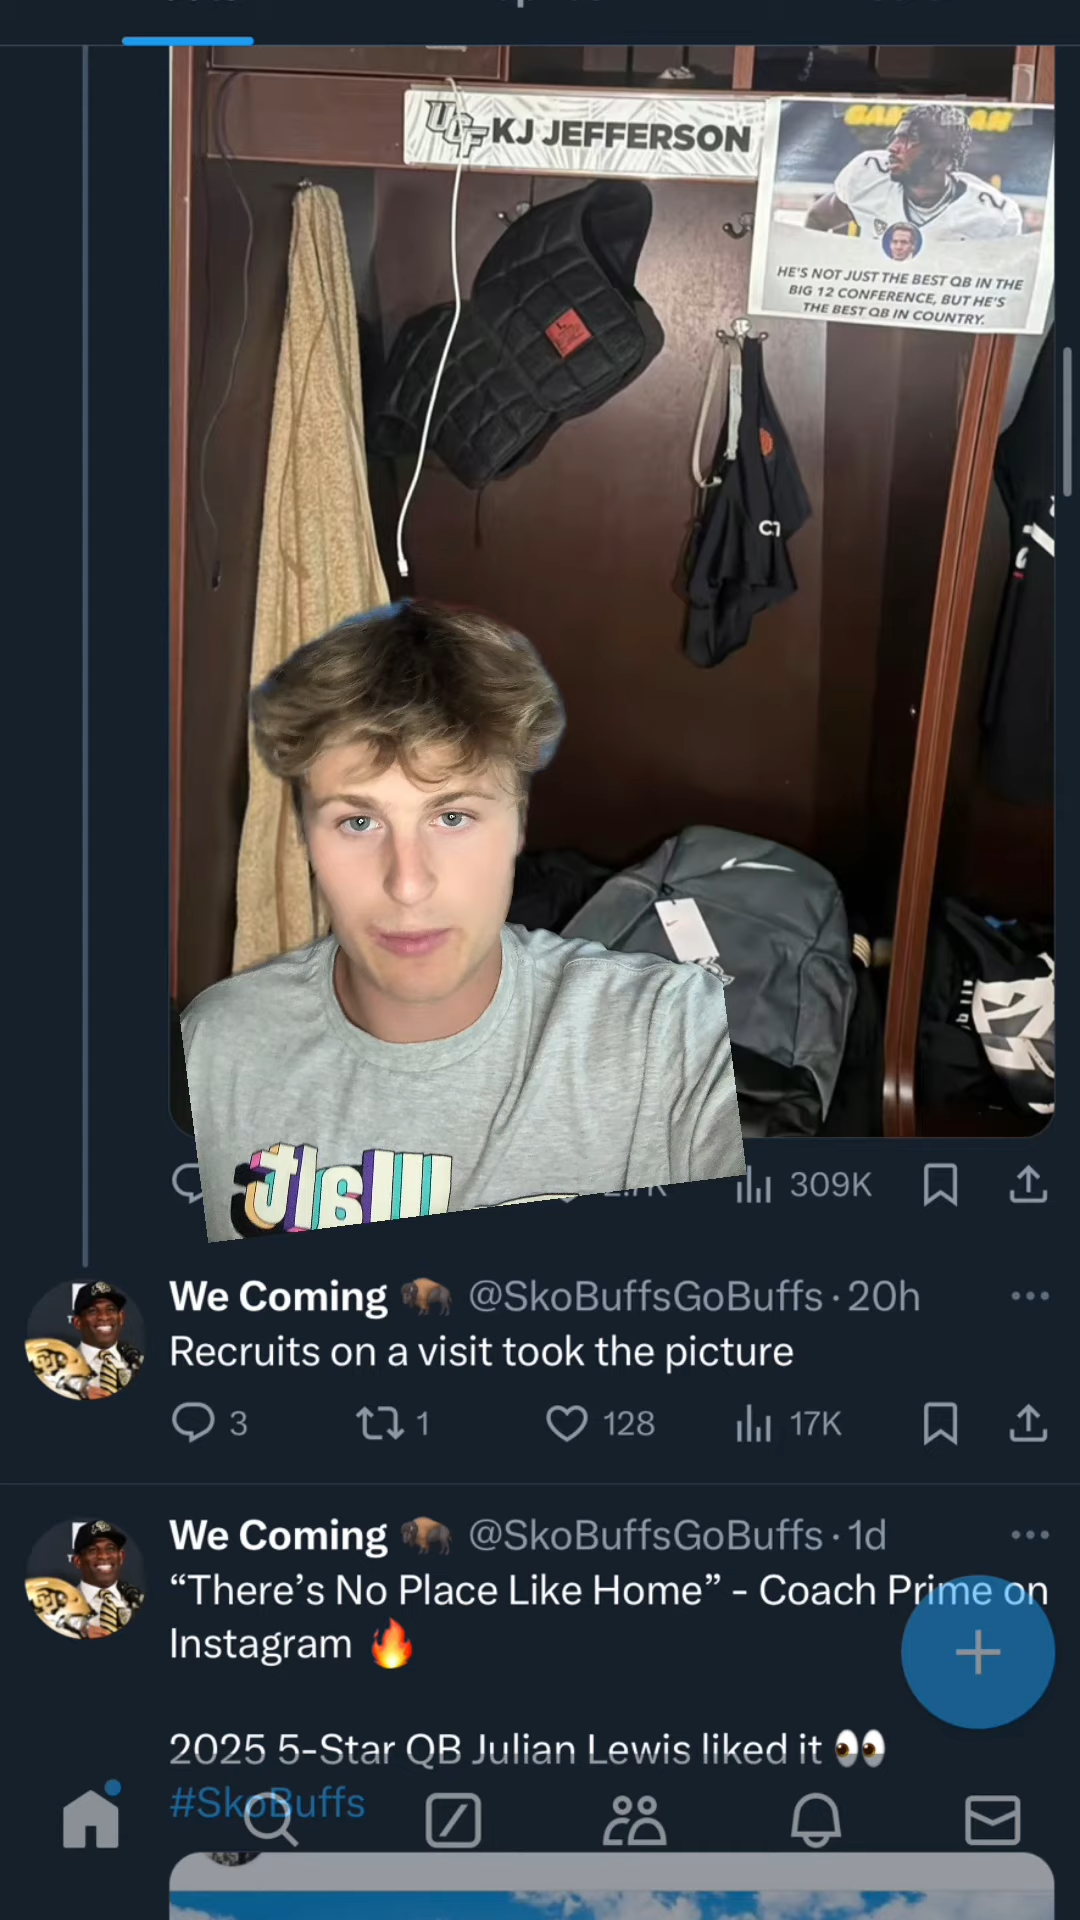 UCF KJ JEFFERSON
HE'S NOT JUST THE BEST QB IN THE
BIG 12 CONFERENCE, BUT HE'S
THE BEST QB IN COUNTRY.
309K
We Coming 🦬 @SkoBuffsGoBuffs · 20h
Recruits on a visit took the picture
3 1 128 17K
We Coming 🦬 @SkoBuffsGoBuffs · 1d
“There’s No Place Like Home” - Coach Prime on
Instagram 🔥
2025 5-Star QB Julian Lewis liked it 👀
#SkoBuffs